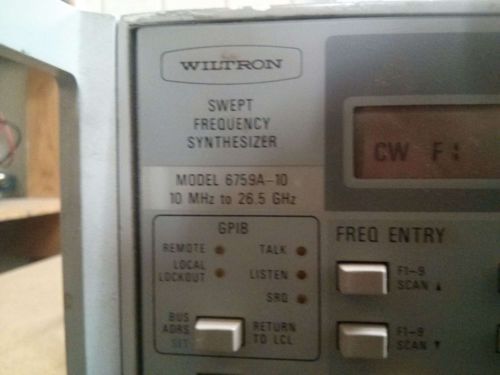 WILTRON
SWEPT
FREQUENCY
SYNTHESIZER
MODEL 6759A-10
10 MHz to 26.5 GHz
CW F1
GPIB
REMOTE
TALK
LOCAL
LOCKOUT
LISTEN
SRQ
BUS
ADRS
RETURN
TO LCL
FREQ ENTRY
F1-9
SCAN ▲
F1-9
SCAN ▼